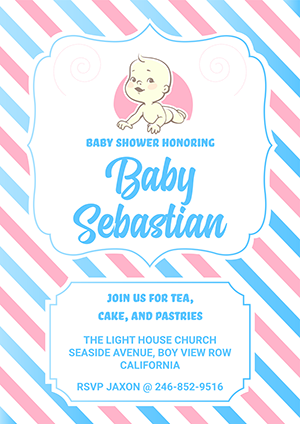 BABY SHOWER HONORING
Baby
Sebastian
JOIN US FOR TEA,
CAKE, AND PASTRIES
THE LIGHT HOUSE CHURCH
SEASIDE AVENUE, BOY VIEW ROW
CALIFORNIA
RSVP JAXON @ 246-852-9516